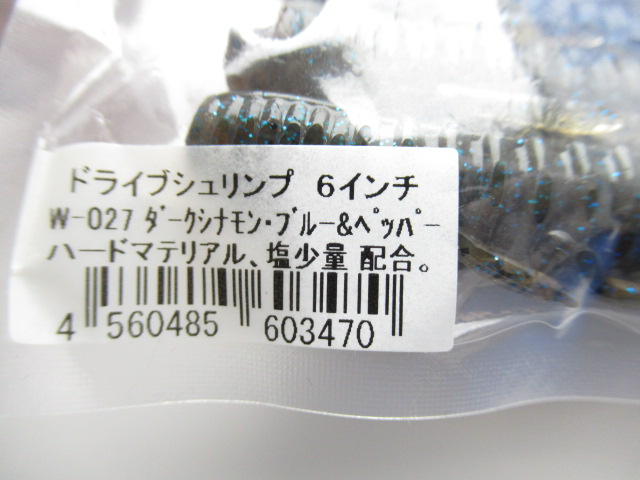 ドライブシュリンプ 6インチ
W-027 ﾀﾞｰｸｼﾅﾓﾝ･ﾌﾞﾙｰ&ﾍﾟｯﾊﾟｰ
ハードマテリアル、塩少量 配合。
4 560485 603470